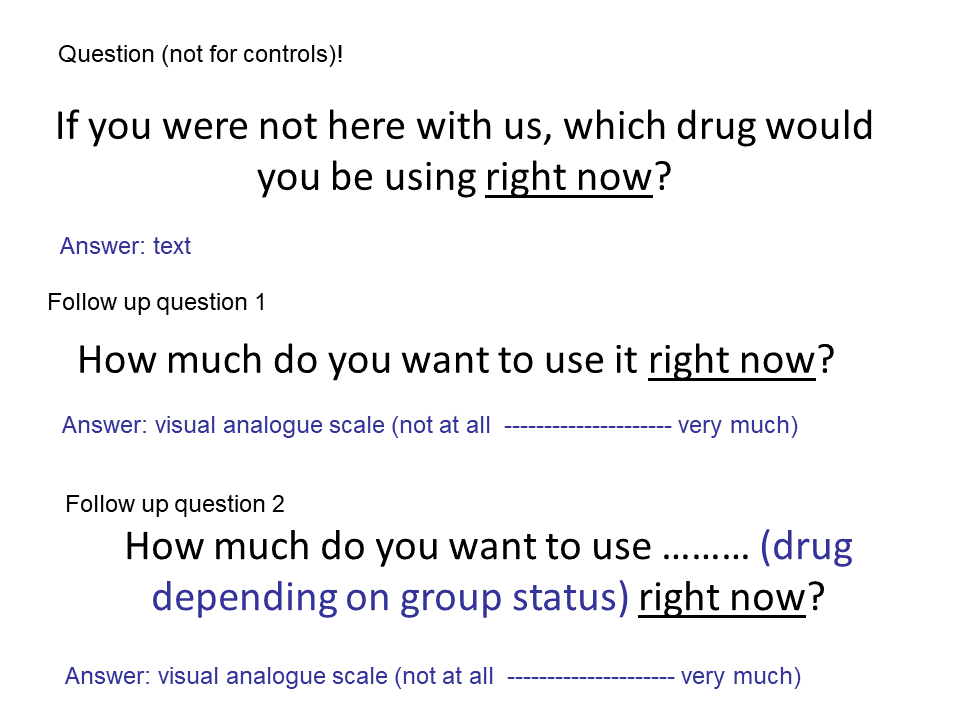 Question (not for controls)!
If you were not here with us, which drug would
you be using right now?
Answer: text
Follow up question 1
How much do you want to use it right now?
Answer: visual analogue scale (not at all  --------------------- very much)
Follow up question 2
How much do you want to use ……… (drug
depending on group status) right now?
Answer: visual analogue scale (not at all  --------------------- very much)